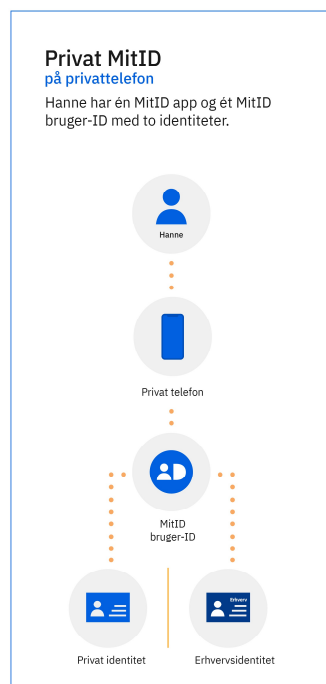 Privat MitID
på privattelefon
Hanne har én MitID app og ét MitID
bruger-ID med to identiteter.
Hanne
Privat telefon
MitID
bruger-ID
Erhverv
Privat identitet
Erhvervsidentitet